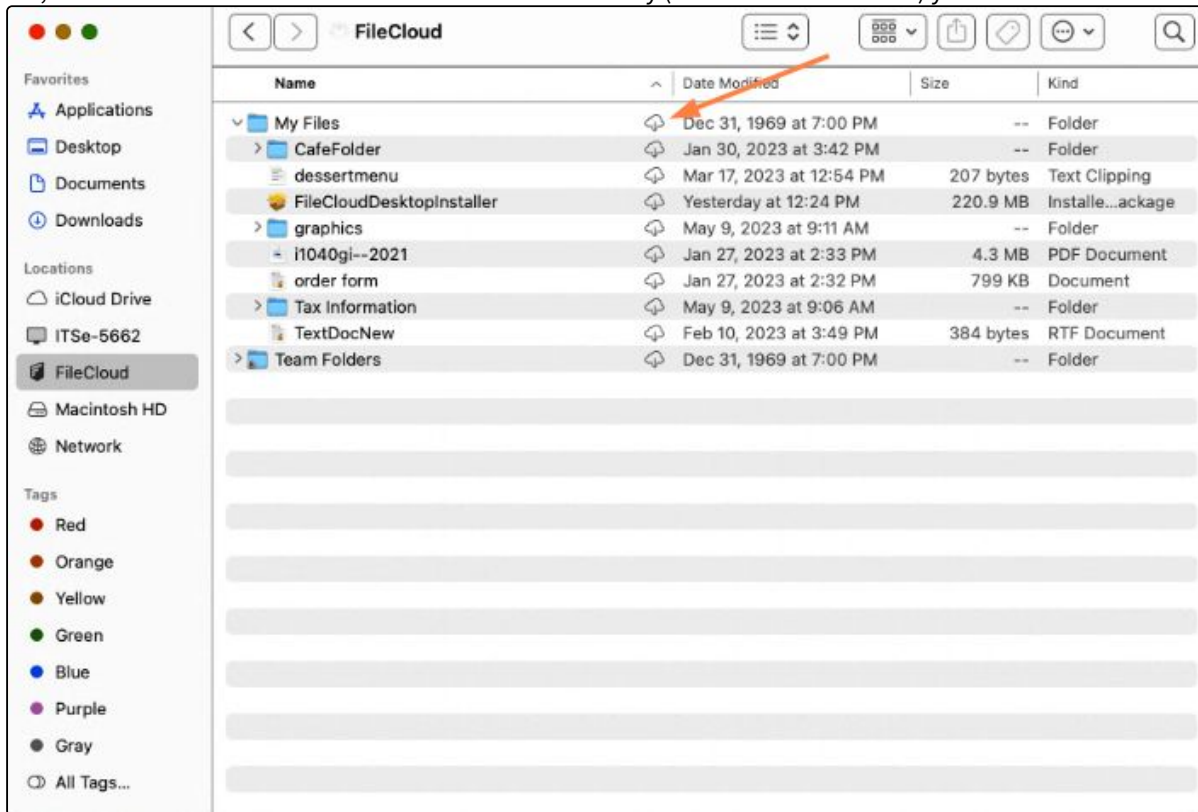 FileCloud
Favorites
Applications
Desktop
Documents
Downloads
Locations
iCloud Drive
ITSe-5662
FileCloud
Macintosh HD
Network
Tags
Red
Orange
Yellow
Green
Blue
Purple
Gray
All Tags...
Name Date Modified Size Kind
My Files Dec 31, 1969 at 7:00 PM -- Folder
CafeFolder Jan 30, 2023 at 3:42 PM -- Folder
dessertmenu Mar 17, 2023 at 12:54 PM 207 bytes Text Clipping
FileCloudDesktopInstaller Yesterday at 12:24 PM 220.9 MB Installe...ackage
graphics May 9, 2023 at 9:11 AM -- Folder
i1040gi--2021 Jan 27, 2023 at 2:33 PM 4.3 MB PDF Document
order form Jan 27, 2023 at 2:32 PM 799 KB Document
Tax Information May 9, 2023 at 9:06 AM -- Folder
TextDocNew Feb 10, 2023 at 3:49 PM 384 bytes RTF Document
Team Folders Dec 31, 1969 at 7:00 PM -- Folder